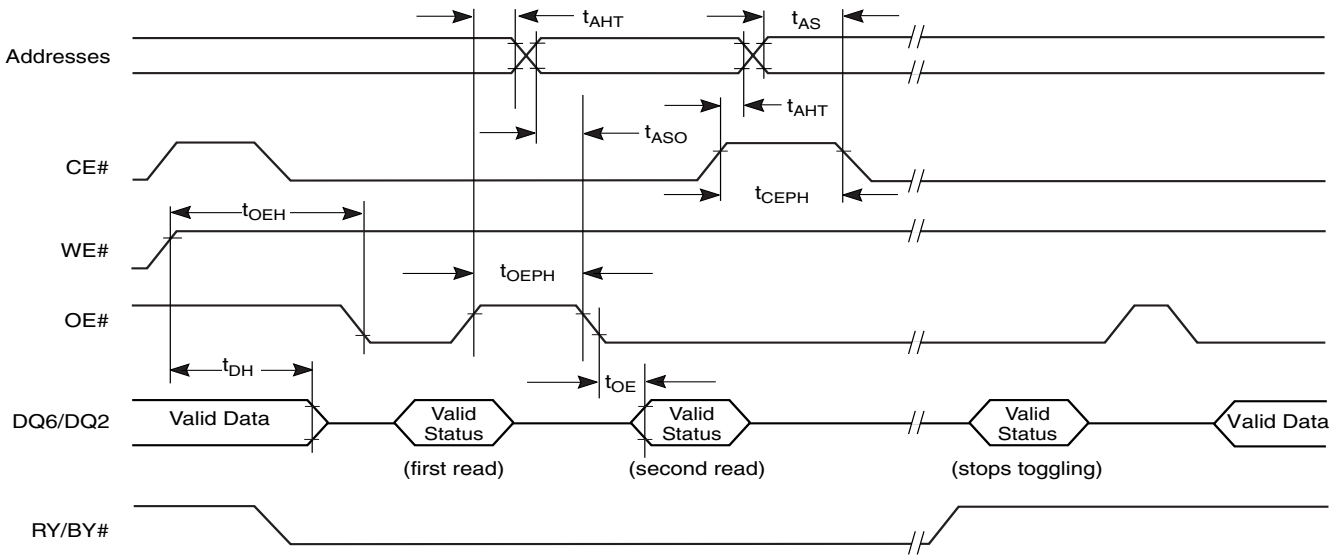 Addresses
tAHT
tAS
tAHT
tASO
CE#
tCEPH
tOEH
WE#
tOEPH
OE#
tDH
tOE
DQ6/DQ2
Valid Data
Valid
Status
Valid
Status
Valid
Status
Valid Data
(first read)
(second read)
(stops toggling)
RY/BY#